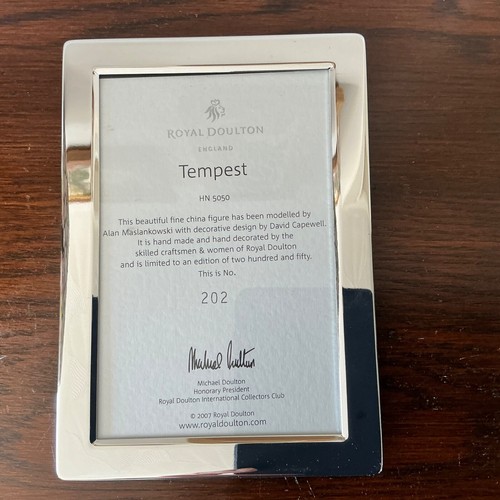 ROYAL DOULTON
ENGLAND
Tempest
HN 5050
This beautiful fine china figure has been modelled by
Alan Maslankowski with decorative design by David Capewell.
It is hand made and hand decorated by the
skilled craftsmen & women of Royal Doulton
and is limited to an edition of two hundred and fifty.
This is No.
202
Michael Doulton
Michael Doulton
Honorary President
Royal Doulton International Collectors Club
© 2007 Royal Doulton
www.royaldoulton.com